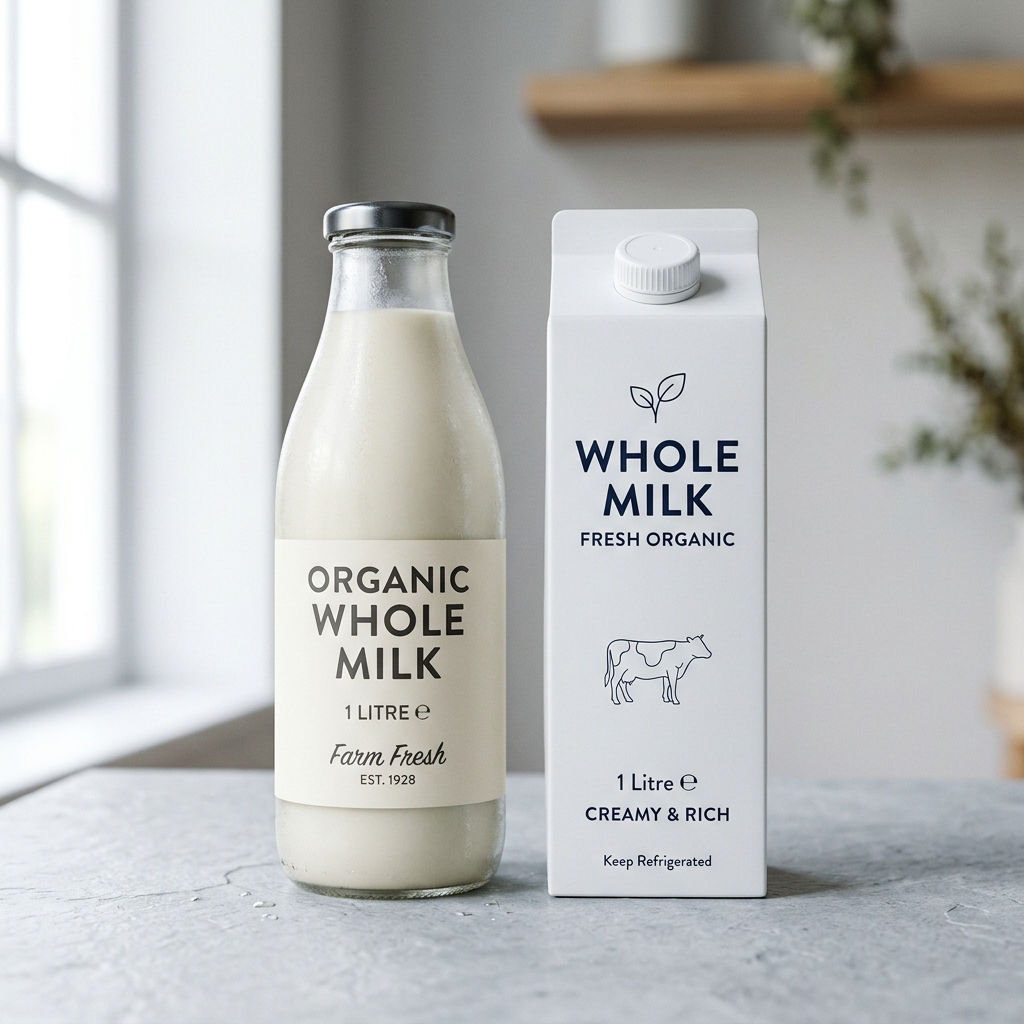 ORGANIC
WHOLE
MILK
1 LITRE ℮
Farm Fresh
EST. 1928
WHOLE
MILK
FRESH ORGANIC
1 Litre ℮
CREAMY & RICH
Keep Refrigerated